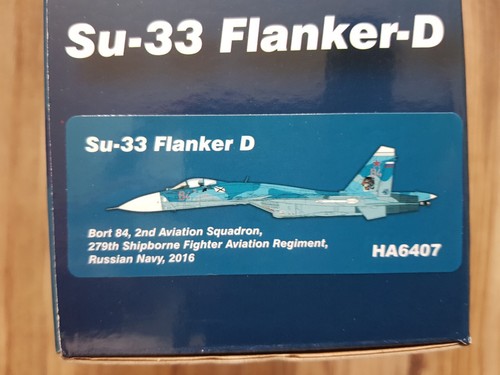 Su-33 Flanker-D
Su-33 Flanker D
Bort 84, 2nd Aviation Squadron,
279th Shipborne Fighter Aviation Regiment,
Russian Navy, 2016
HA6407